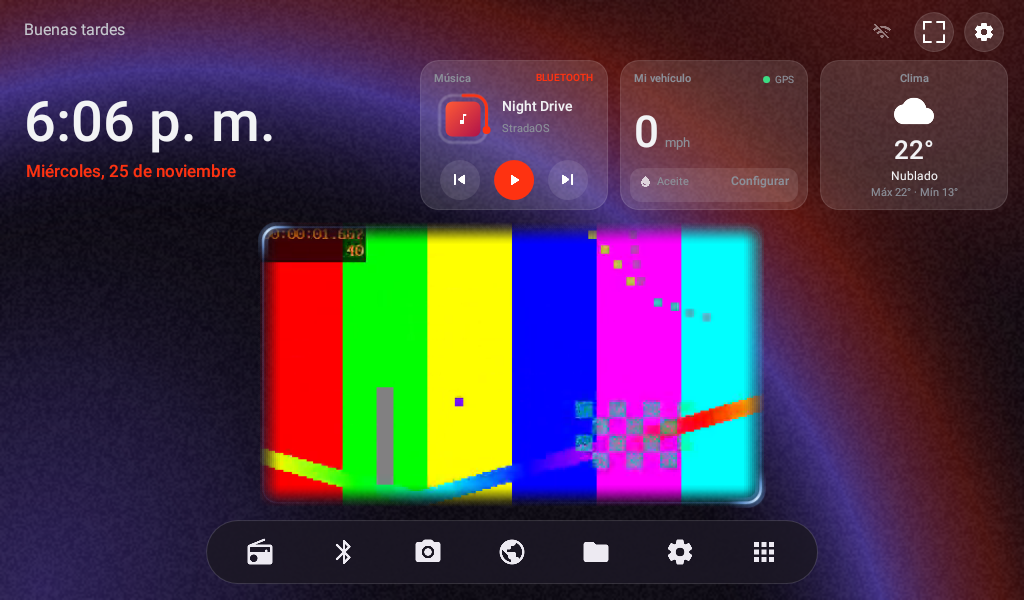 Buenas tardes
6:06 p. m.
Miércoles, 25 de noviembre
Música
BLUETOOTH
Night Drive
StradaOS
Mi vehículo
GPS
0 mph
Aceite
Configurar
Clima
22°
Nublado
Máx 22° · Mín 13°
40